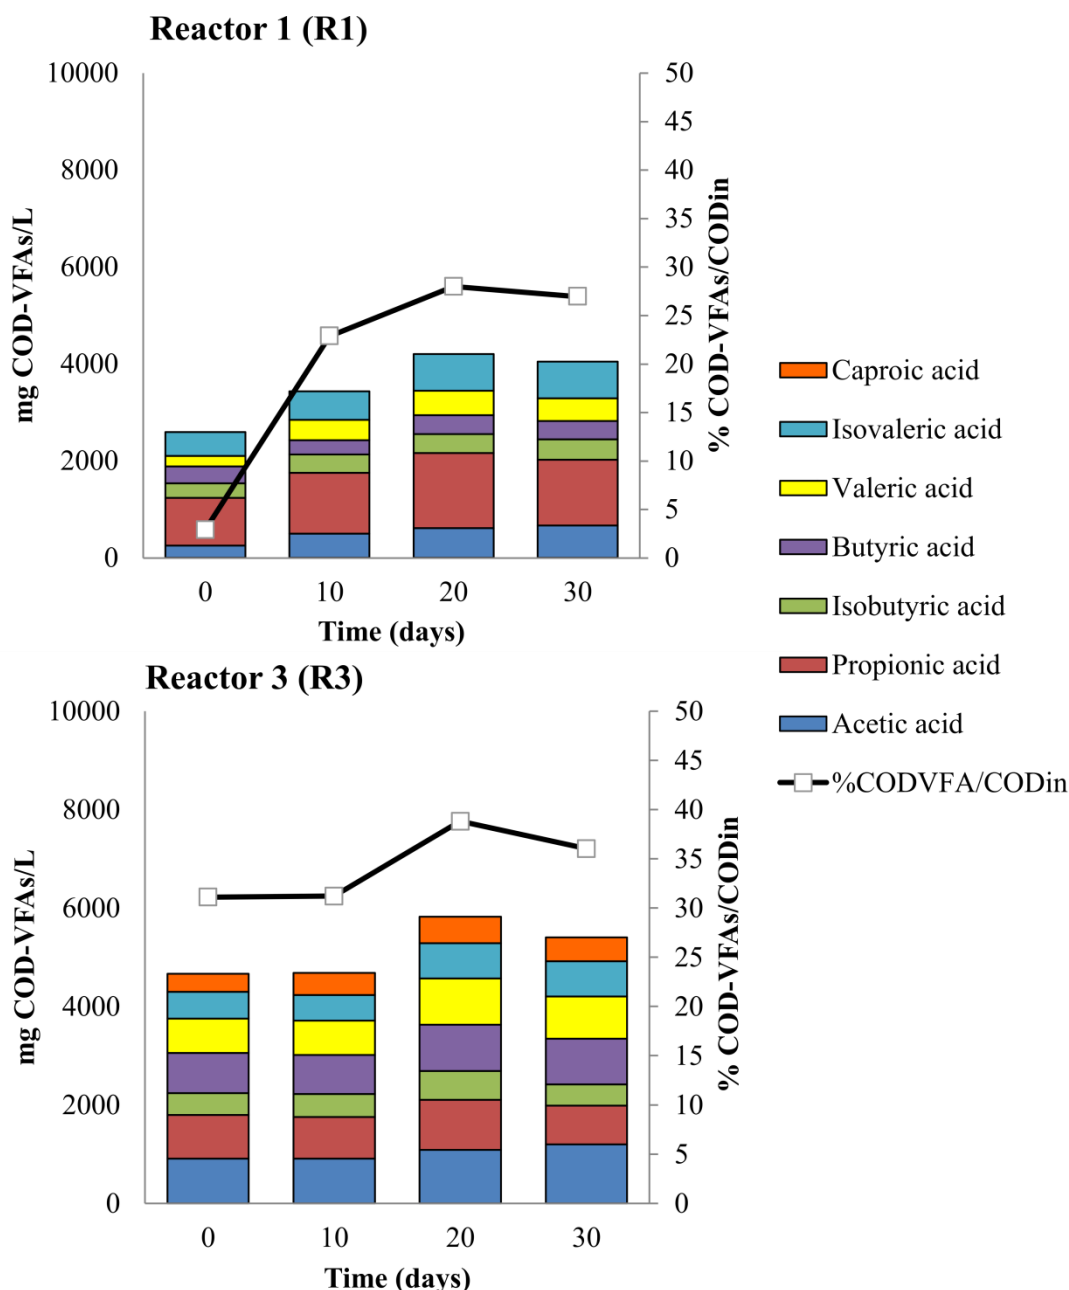 Reactor 1 (R1)
10000
8000
6000
4000
2000
0
mg COD-VFAs/L
50
45
40
35
30
25
20
15
10
5
0
% COD-VFAs/CODin
0 10 20 30
Time (days)
Caproic acid
Isovaleric acid
Valeric acid
Butyric acid
Isobutyric acid
Propionic acid
Acetic acid
%CODVFA/CODin
Reactor 3 (R3)
10000
8000
6000
4000
2000
0
mg COD-VFAs/L
50
45
40
35
30
25
20
15
10
5
0
% COD-VFAs/CODin
0 10 20 30
Time (days)